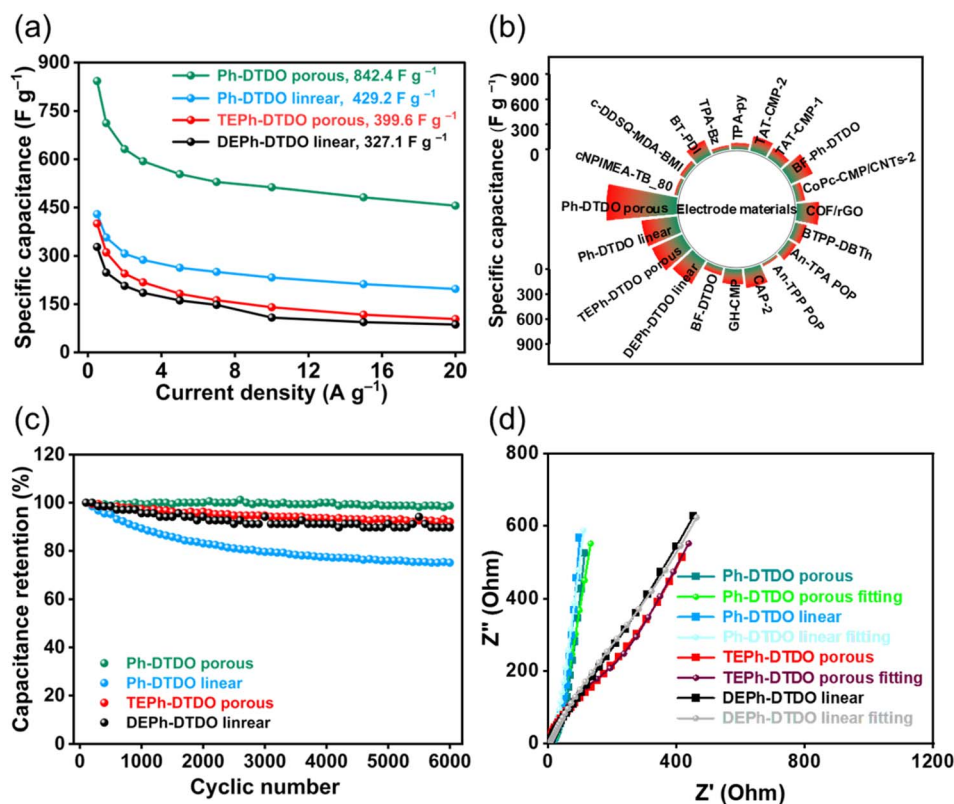 (a)
Specific capacitance (F g⁻¹)
900
750
600
450
300
150
0
Ph-DTDO porous, 842.4 F g ⁻¹
Ph-DTDO linrear, 429.2 F g ⁻¹
TEPh-DTDO porous, 399.6 F g ⁻¹
DEPh-DTDO linear, 327.1 F g ⁻¹
0 5 10 15 20
Current density (A g⁻¹)
(b)
Specific capacitance (F g⁻¹)
900
600
300
0
0
300
600
900
Electrode materials
TPA-py
TAT-CMP-2
TAT-CMP-1
BF-Ph-DTDO
CoPc-CMP/CNTs-2
COF/rGO
BTPP-DBTh
An-TPA POP
An-TPP POP
CAP-2
GH-CMP
BF-DTDO
DEPh-DTDO linear
TEPh-DTDO porous
Ph-DTDO linear
Ph-DTDO porous
cNPIMEA-TB_80
c-DDSQ-MDA-BMI
BT-PDI
TPA-Bz
(c)
Capacitance retention (%)
120
100
80
60
40
20
0
Ph-DTDO porous
Ph-DTDO linear
TEPh-DTDO porous
DEPh-DTDO linrear
0 1000 2000 3000 4000 5000 6000
Cyclic number
(d)
Z'' (Ohm)
800
600
400
200
0
Ph-DTDO porous
Ph-DTDO porous fitting
Ph-DTDO linear
Ph-DTDO linear fitting
TEPh-DTDO porous
TEPh-DTDO porous fitting
DEPh-DTDO linear
DEPh-DTDO linear fitting
0 400 800 1200
Z' (Ohm)